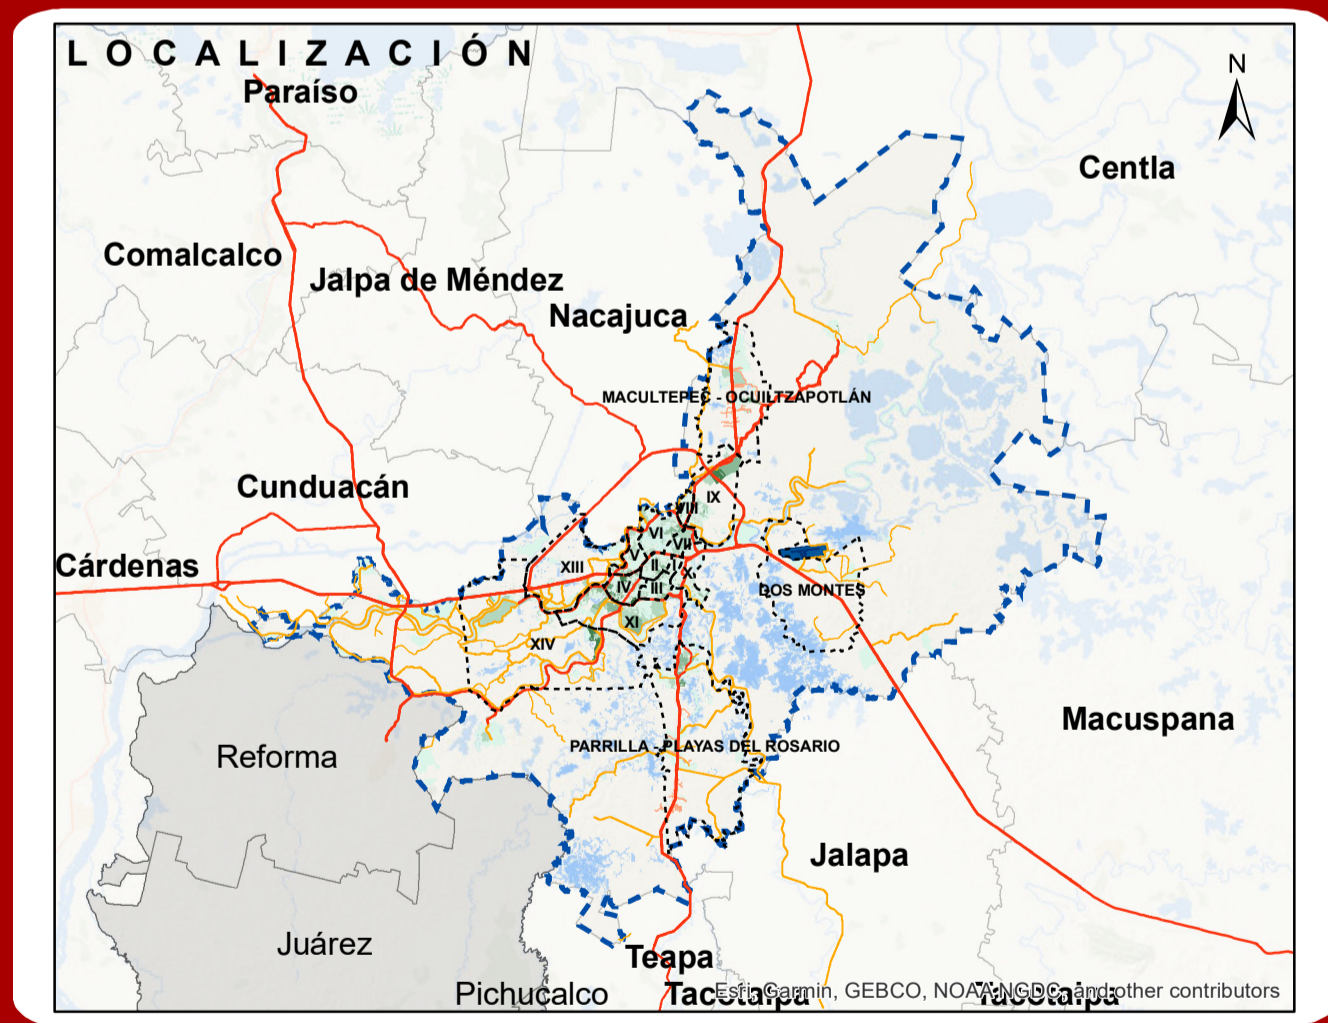 LOCALIZACIÓN
N
Paraíso
Centla
Comalcalco
Jalpa de Méndez
Nacajuca
MACULTEPEC - OCUILTZAPOTLÁN
Cunduacán
IX
VIII
VI
VII
V
Cárdenas
XIII
II
I
X
IV
III
DOS MONTES
XI
XIV
Macuspana
Reforma
PARRILLA - PLAYAS DEL ROSARIO
Jalapa
Juárez
Teapa
Pichucalco
Tacotalpa
Tacotalpa
Esri, Garmin, GEBCO, NOAA NGDC, and other contributors